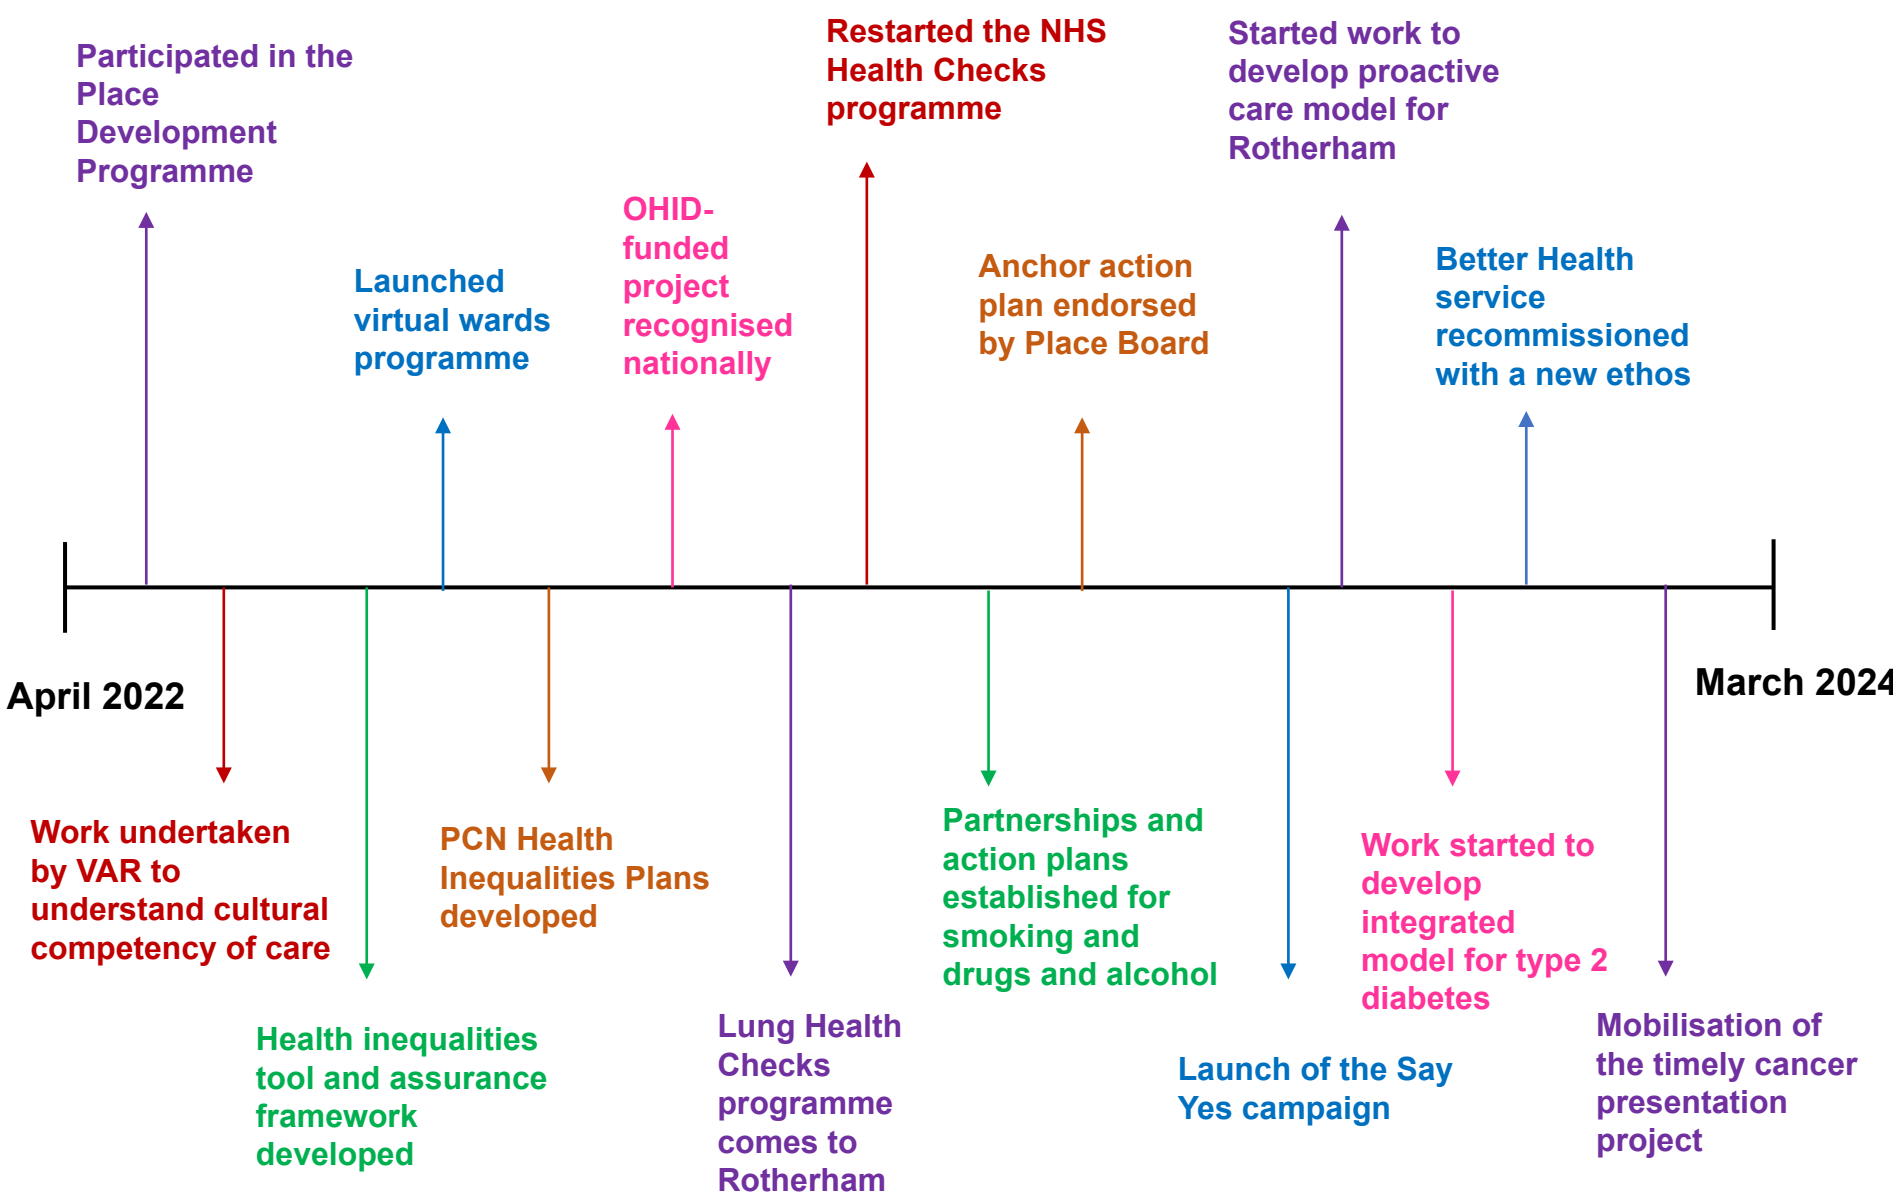 Participated in the
Place
Development
Programme
Launched
virtual wards
programme
OHID-
funded
project
recognised
nationally
Restarted the NHS
Health Checks
programme
Anchor action
plan endorsed
by Place Board
Started work to
develop proactive
care model for
Rotherham
Better Health
service
recommissioned
with a new ethos
April 2022
March 2024
Work undertaken
by VAR to
understand cultural
competency of care
Health inequalities
tool and assurance
framework
developed
PCN Health
Inequalities Plans
developed
Lung Health
Checks
programme
comes to
Rotherham
Partnerships and
action plans
established for
smoking and
drugs and alcohol
Launch of the Say
Yes campaign
Work started to
develop
integrated
model for type 2
diabetes
Mobilisation of
the timely cancer
presentation
project